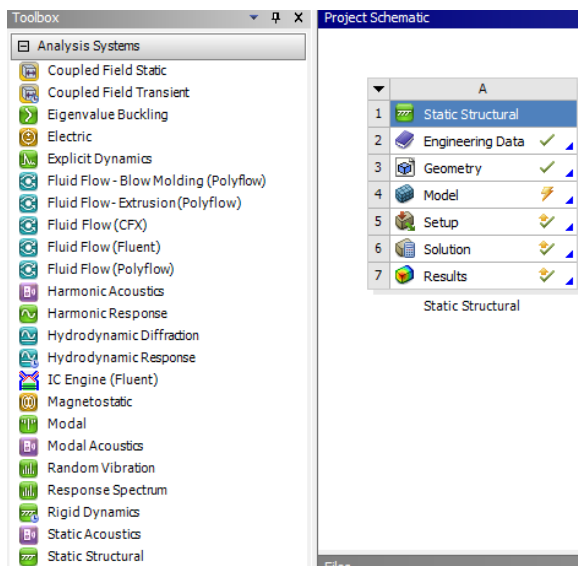 Toolbox
Analysis Systems
Coupled Field Static
Coupled Field Transient
Eigenvalue Buckling
Electric
Explicit Dynamics
Fluid Flow - Blow Molding (Polyflow)
Fluid Flow - Extrusion (Polyflow)
Fluid Flow (CFX)
Fluid Flow (Fluent)
Fluid Flow (Polyflow)
Harmonic Acoustics
Harmonic Response
Hydrodynamic Diffraction
Hydrodynamic Response
IC Engine (Fluent)
Magnetostatic
Modal
Modal Acoustics
Random Vibration
Response Spectrum
Rigid Dynamics
Static Acoustics
Static Structural
Project Schematic
A
1 Static Structural
2 Engineering Data
3 Geometry
4 Model
5 Setup
6 Solution
7 Results
Static Structural